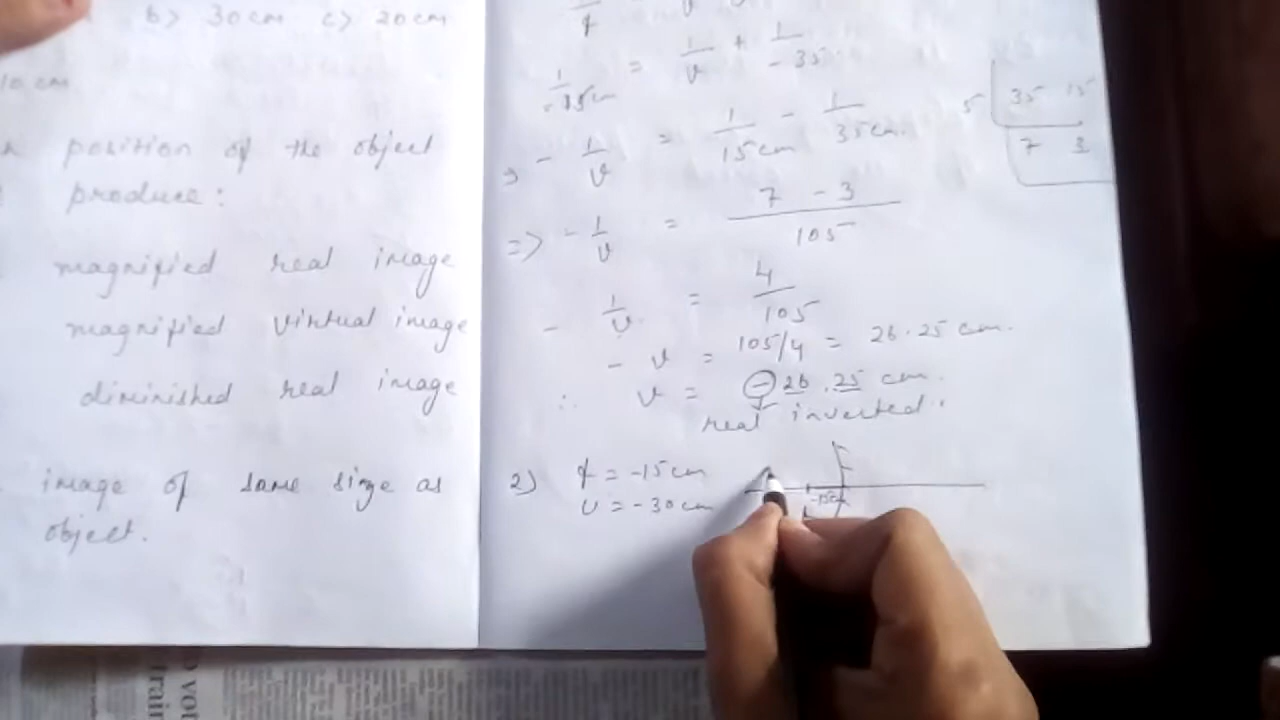 b> 30cm c> 20cm
10 cm
position of the object
produce:
magnified real image
magnified virtual image
diminished real image
image of same size as
object.
1/f
1/-15cm = 1/v + 1/-35
=> - 1/v = 1/15cm - 1/35cm.
5 | 35 15
7 3
=> - 1/v = 7 - 3 / 105
- 1/v = 4/105
- v = 105/4 = 26.25 cm.
∴ v = -26.25 cm.
real inverted.
2) f = -15cm
u = -30cm
-15cm